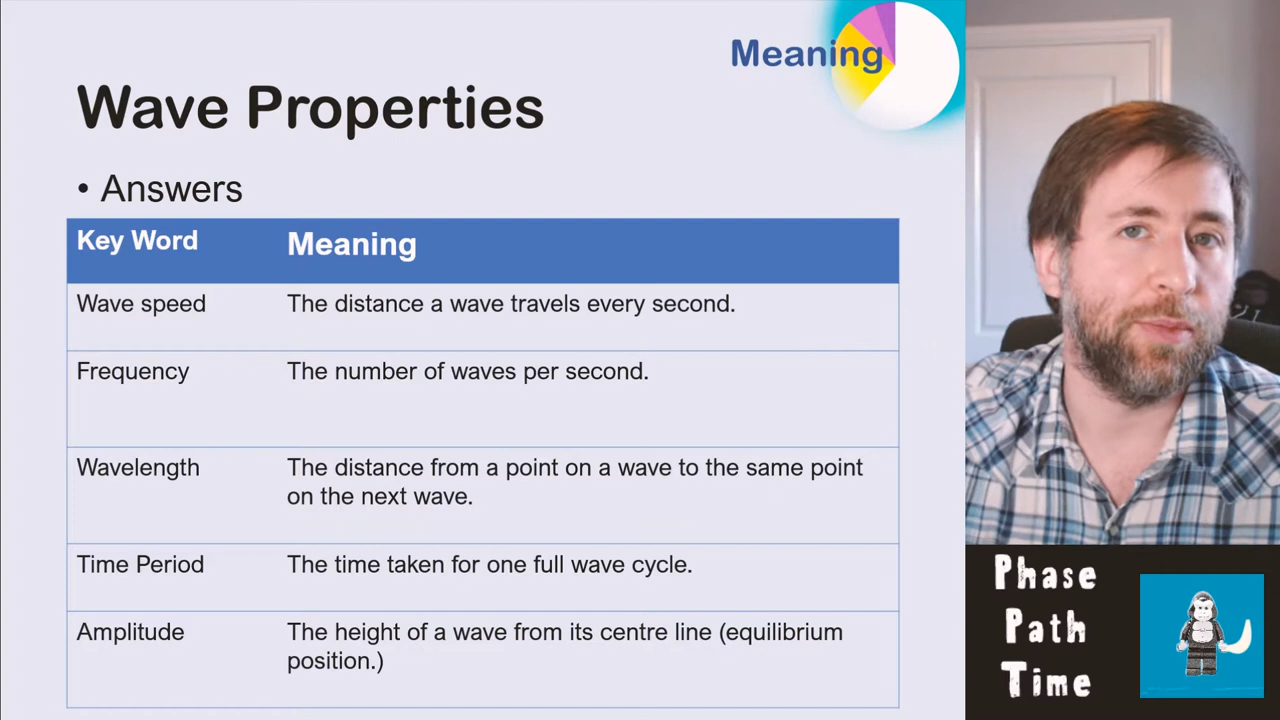 Meaning
Wave Properties
• Answers
Key Word Meaning
Wave speed The distance a wave travels every second.
Frequency The number of waves per second.
Wavelength The distance from a point on a wave to the same point
on the next wave.
Time Period The time taken for one full wave cycle.
Amplitude The height of a wave from its centre line (equilibrium
position.)
Phase
Path
Time